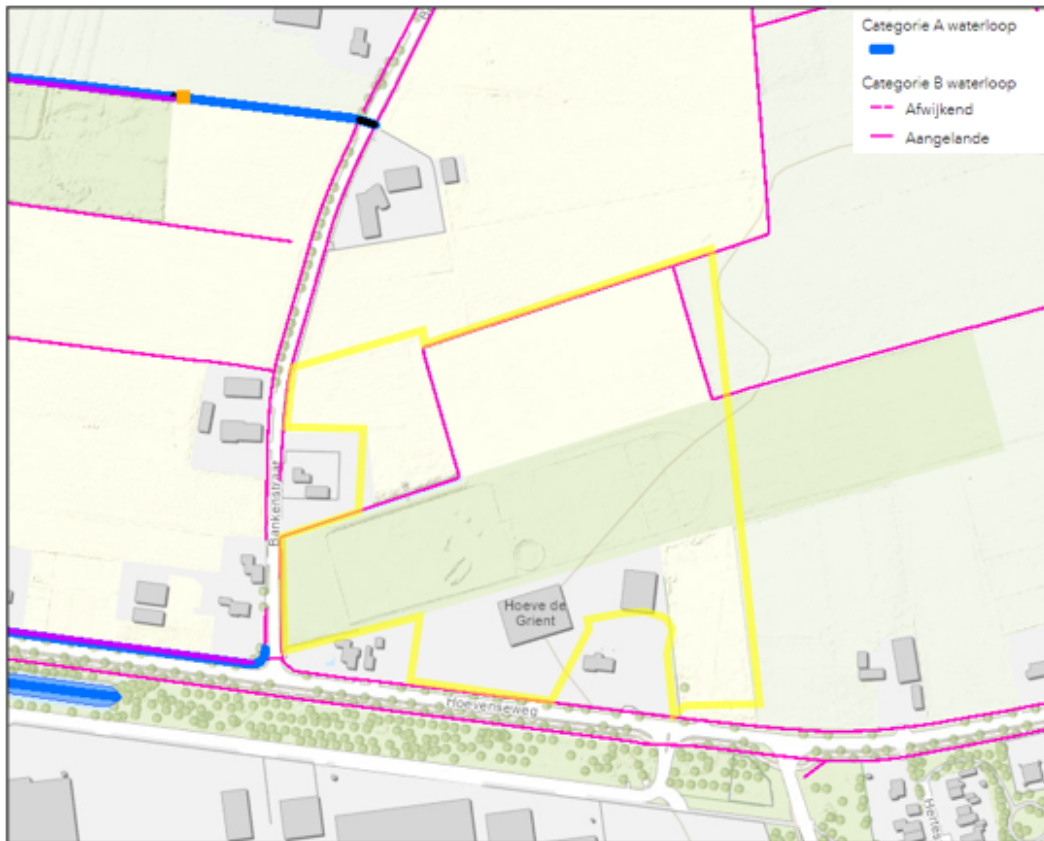 Categorie A waterloop
Categorie B waterloop
Afwijkend
Aangelande
Bankenstraat
Hoeve de
Grient
Hoevenseweg